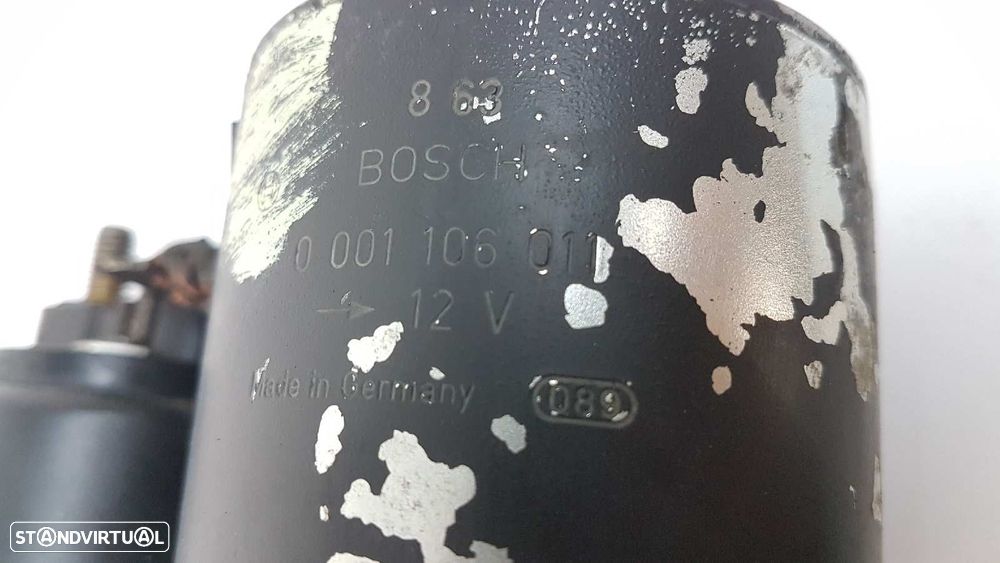 8 63
BOSCH
0 001 106 011
→ 12 V
Made in Germany 089
STANDVIRTUAL